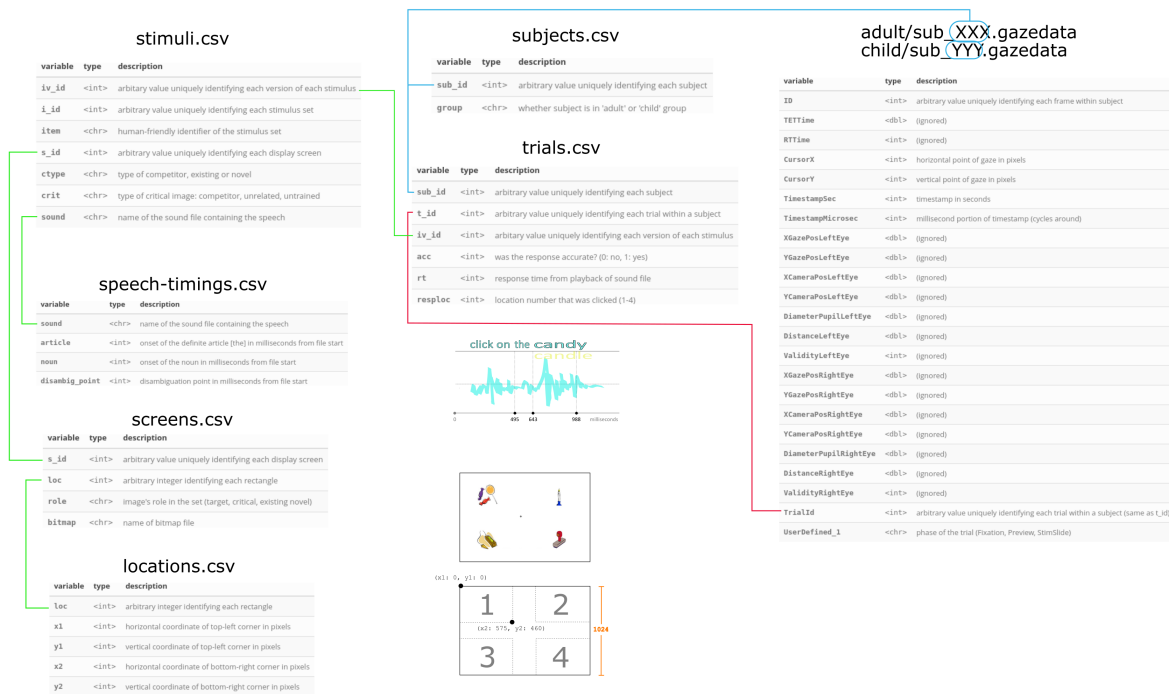 stimuli.csv
variable type description
iv_id <int> arbitary value uniquely identifying each version of each stimulus
i_id <int> arbitrary value uniquely identifying each stimulus set
item <chr> human-friendly identifier of the stimulus set
s_id <int> arbitrary value uniquely identifying each display screen
ctype <chr> type of competitor, existing or novel
crit <chr> type of critical image: competitor, unrelated, untrained
sound <chr> name of the sound file containing the speech
speech-timings.csv
variable type description
sound <chr> name of the sound file containing the speech
article <int> onset of the definite article [the] in milliseconds from file start
noun <int> onset of the noun in milliseconds from file start
disambig_point <int> disambiguation point in milliseconds from file start
screens.csv
variable type description
s_id <int> arbitrary value uniquely identifying each display screen
loc <int> arbitrary integer identifying each rectangle
role <chr> image's role in the set (target, critical, existing novel)
bitmap <chr> name of bitmap file
locations.csv
variable type description
loc <int> arbitrary integer identifying each rectangle
x1 <int> horizontal coordinate of top-left corner in pixels
y1 <int> vertical coordinate of top-left corner in pixels
x2 <int> horizontal coordinate of bottom-right corner in pixels
y2 <int> vertical coordinate of bottom-right corner in pixels
subjects.csv
variable type description
sub_id <int> arbitrary value uniquely identifying each subject
group <chr> whether subject is in 'adult' or 'child' group
trials.csv
variable type description
sub_id <int> arbitrary value uniquely identifying each subject
t_id <int> arbitrary value uniquely identifying each trial within a subject
iv_id <int> arbitary value uniquely identifying each version of each stimulus
acc <int> was the response accurate? (0: no, 1: yes)
rt <int> response time from playback of sound file
resploc <int> location number that was clicked (1-4)
click on the candy
candle
0 495 643 988 milliseconds
(x1: 0, y1: 0)
1 2
(x2: 575, y2: 460)
1024
3 4
adult/sub_XXX.gazedata
child/sub_YYY.gazedata
variable type description
ID <int> arbitrary value uniquely identifying each frame within subject
TETTime <dbl> (ignored)
RTTime <int> (ignored)
CursorX <int> horizontal point of gaze in pixels
CursorY <int> vertical point of gaze in pixels
TimestampSec <int> timestamp in seconds
TimestampMicrosec <int> millisecond portion of timestamp (cycles around)
XGazePosLeftEye <dbl> (ignored)
YGazePosLeftEye <dbl> (ignored)
XCameraPosLeftEye <dbl> (ignored)
YCameraPosLeftEye <dbl> (ignored)
DiameterPupilLeftEye <dbl> (ignored)
DistanceLeftEye <dbl> (ignored)
ValidityLeftEye <int> (ignored)
XGazePosRightEye <dbl> (ignored)
YGazePosRightEye <dbl> (ignored)
XCameraPosRightEye <dbl> (ignored)
YCameraPosRightEye <dbl> (ignored)
DiameterPupilRightEye <dbl> (ignored)
DistanceRightEye <dbl> (ignored)
ValidityRightEye <int> (ignored)
TrialId <int> arbitrary value uniquely identifying each trial within a subject (same as t_id)
UserDefined_1 <chr> phase of the trial (Fixation, Preview, StimSlide)